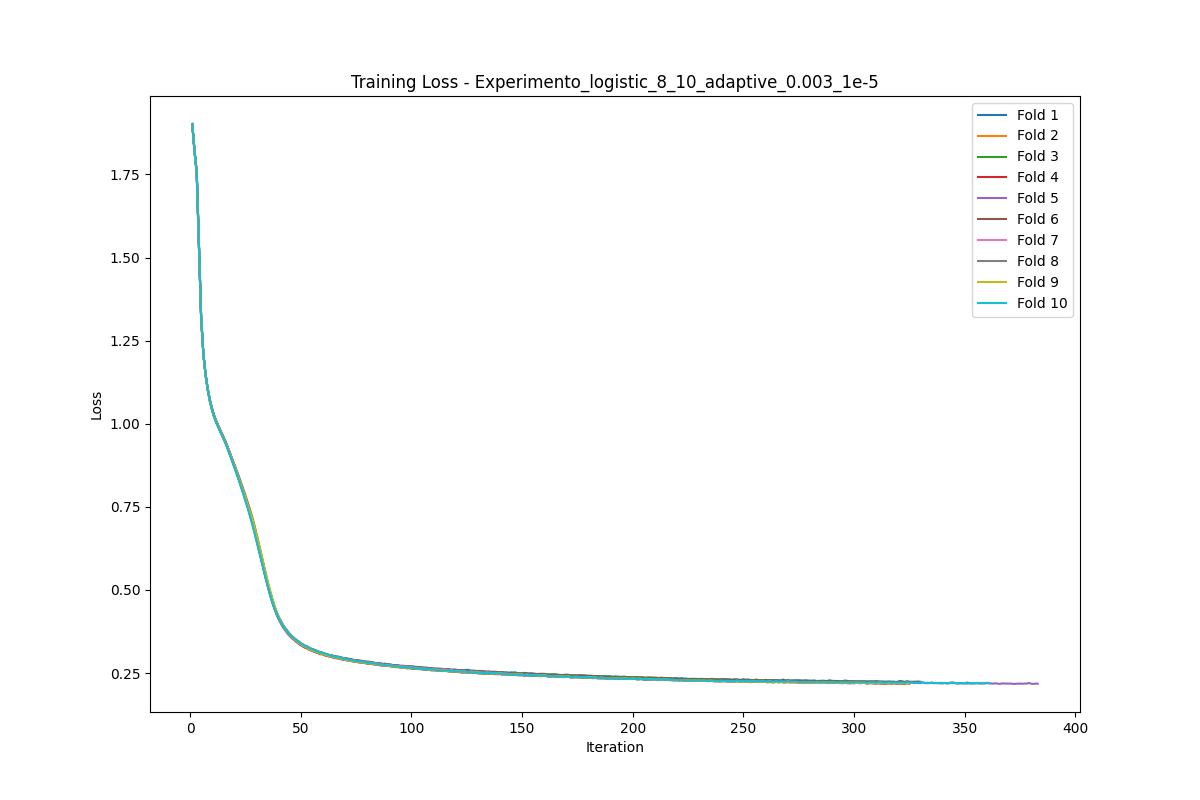 Training Loss - Experimento_logistic_8_10_adaptive_0.003_1e-5
Fold 1
Fold 2
Fold 3
Fold 4
Fold 5
Fold 6
Fold 7
Fold 8
Fold 9
Fold 10
1.75
1.50
1.25
1.00
0.75
0.50
0.25
Loss
0 50 100 150 200 250 300 350 400
Iteration